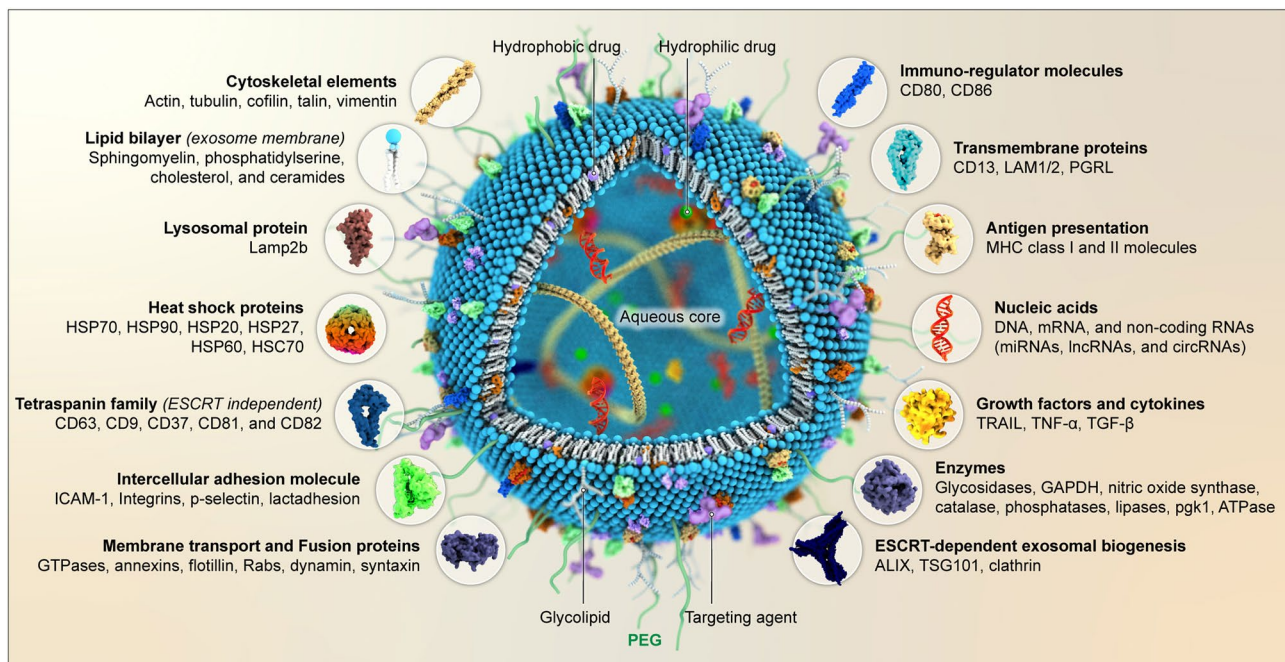 Hydrophobic drug
Hydrophilic drug
Cytoskeletal elements
Actin, tubulin, cofilin, talin, vimentin
Lipid bilayer (exosome membrane)
Sphingomyelin, phosphatidylserine,
cholesterol, and ceramides
Lysosomal protein
Lamp2b
Heat shock proteins
HSP70, HSP90, HSP20, HSP27,
HSP60, HSC70
Tetraspanin family (ESCRT independent)
CD63, CD9, CD37, CD81, and CD82
Intercellular adhesion molecule
ICAM-1, Integrins, p-selectin, lactadhesion
Membrane transport and Fusion proteins
GTPases, annexins, flotillin, Rabs, dynamin, syntaxin
Aqueous core
Immuno-regulator molecules
CD80, CD86
Transmembrane proteins
CD13, LAM1/2, PGRL
Antigen presentation
MHC class I and II molecules
Nucleic acids
DNA, mRNA, and non-coding RNAs
(miRNAs, lncRNAs, and circRNAs)
Growth factors and cytokines
TRAIL, TNF-α, TGF-β
Enzymes
Glycosidases, GAPDH, nitric oxide synthase,
catalase, phosphatases, lipases, pgk1, ATPase
ESCRT-dependent exosomal biogenesis
ALIX, TSG101, clathrin
Glycolipid
Targeting agent
PEG